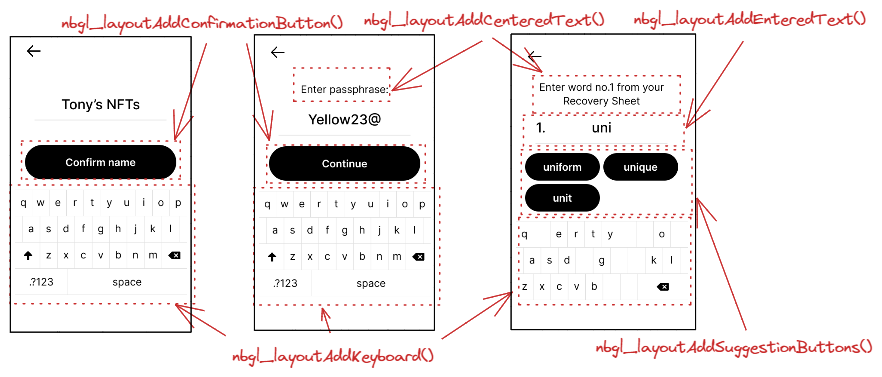 nbgl_layoutAddConfirmationButton()
nbgl_layoutAddCenteredText()
nbgl_layoutAddEnteredText()
Tony's NFTs
Confirm name
q w e r t y u i o p
a s d f g h j k l
z x c v b n m
.?123 space
Enter passphrase:
Yellow23@
Continue
q w e r t y u i o p
a s d f g h j k l
z x c v b n m
.?123 space
Enter word no.1 from your
Recovery Sheet
1. uni
uniform unique
unit
q e r t y o
a s d g k l
z x c v b
nbgl_layoutAddKeyboard()
nbgl_layoutAddSuggestionButtons()